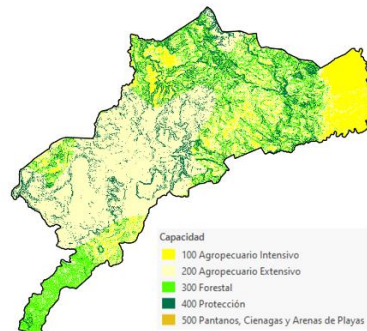 Capacidad
100 Agropecuario Intensivo
200 Agropecuario Extensivo
300 Forestal
400 Protección
500 Pantanos, Cienagas y Arenas de Playas